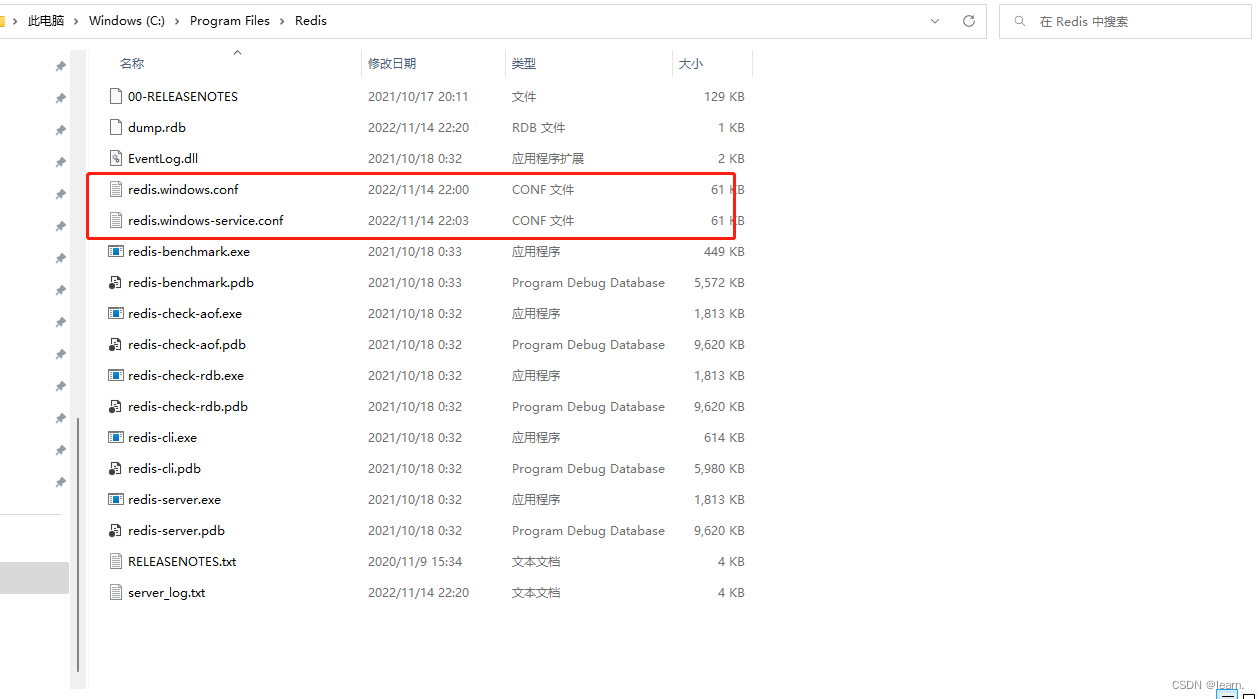 此电脑 > Windows (C:) > Program Files > Redis 在 Redis 中搜索
名称 修改日期 类型 大小
00-RELEASENOTES 2021/10/17 20:11 文件 129 KB
dump.rdb 2022/11/14 22:20 RDB 文件 1 KB
EventLog.dll 2021/10/18 0:32 应用程序扩展 2 KB
redis.windows.conf 2022/11/14 22:00 CONF 文件 61 KB
redis.windows-service.conf 2022/11/14 22:03 CONF 文件 61 KB
redis-benchmark.exe 2021/10/18 0:33 应用程序 449 KB
redis-benchmark.pdb 2021/10/18 0:33 Program Debug Database 5,572 KB
redis-check-aof.exe 2021/10/18 0:32 应用程序 1,813 KB
redis-check-aof.pdb 2021/10/18 0:32 Program Debug Database 9,620 KB
redis-check-rdb.exe 2021/10/18 0:32 应用程序 1,813 KB
redis-check-rdb.pdb 2021/10/18 0:32 Program Debug Database 9,620 KB
redis-cli.exe 2021/10/18 0:32 应用程序 614 KB
redis-cli.pdb 2021/10/18 0:32 Program Debug Database 5,980 KB
redis-server.exe 2021/10/18 0:32 应用程序 1,813 KB
redis-server.pdb 2021/10/18 0:32 Program Debug Database 9,620 KB
RELEASENOTES.txt 2020/11/9 15:34 文本文档 4 KB
server_log.txt 2022/11/14 22:20 文本文档 4 KB
CSDN @learn.